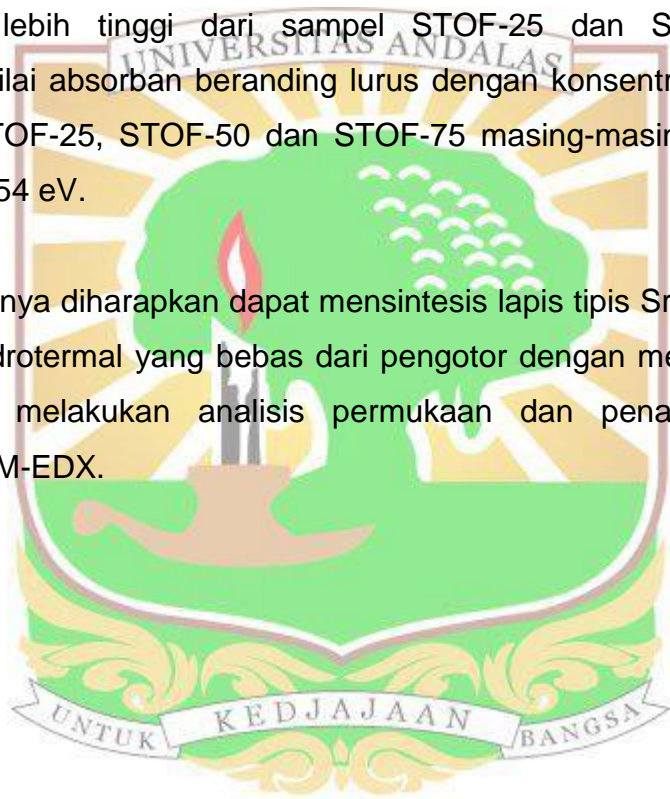 lebih tinggi dari sampel STOF-25 dan S
UNIVERSITAS ANDALAS
ilai absorban beranding lurus dengan konsentr
TOF-25, STOF-50 dan STOF-75 masing-masin
54 eV.
nya diharapkan dapat mensintesis lapis tipis Sr
drotermal yang bebas dari pengotor dengan me
melakukan analisis permukaan dan pena
M-EDX.
UNTUK KEDJAJAAN BANGSA